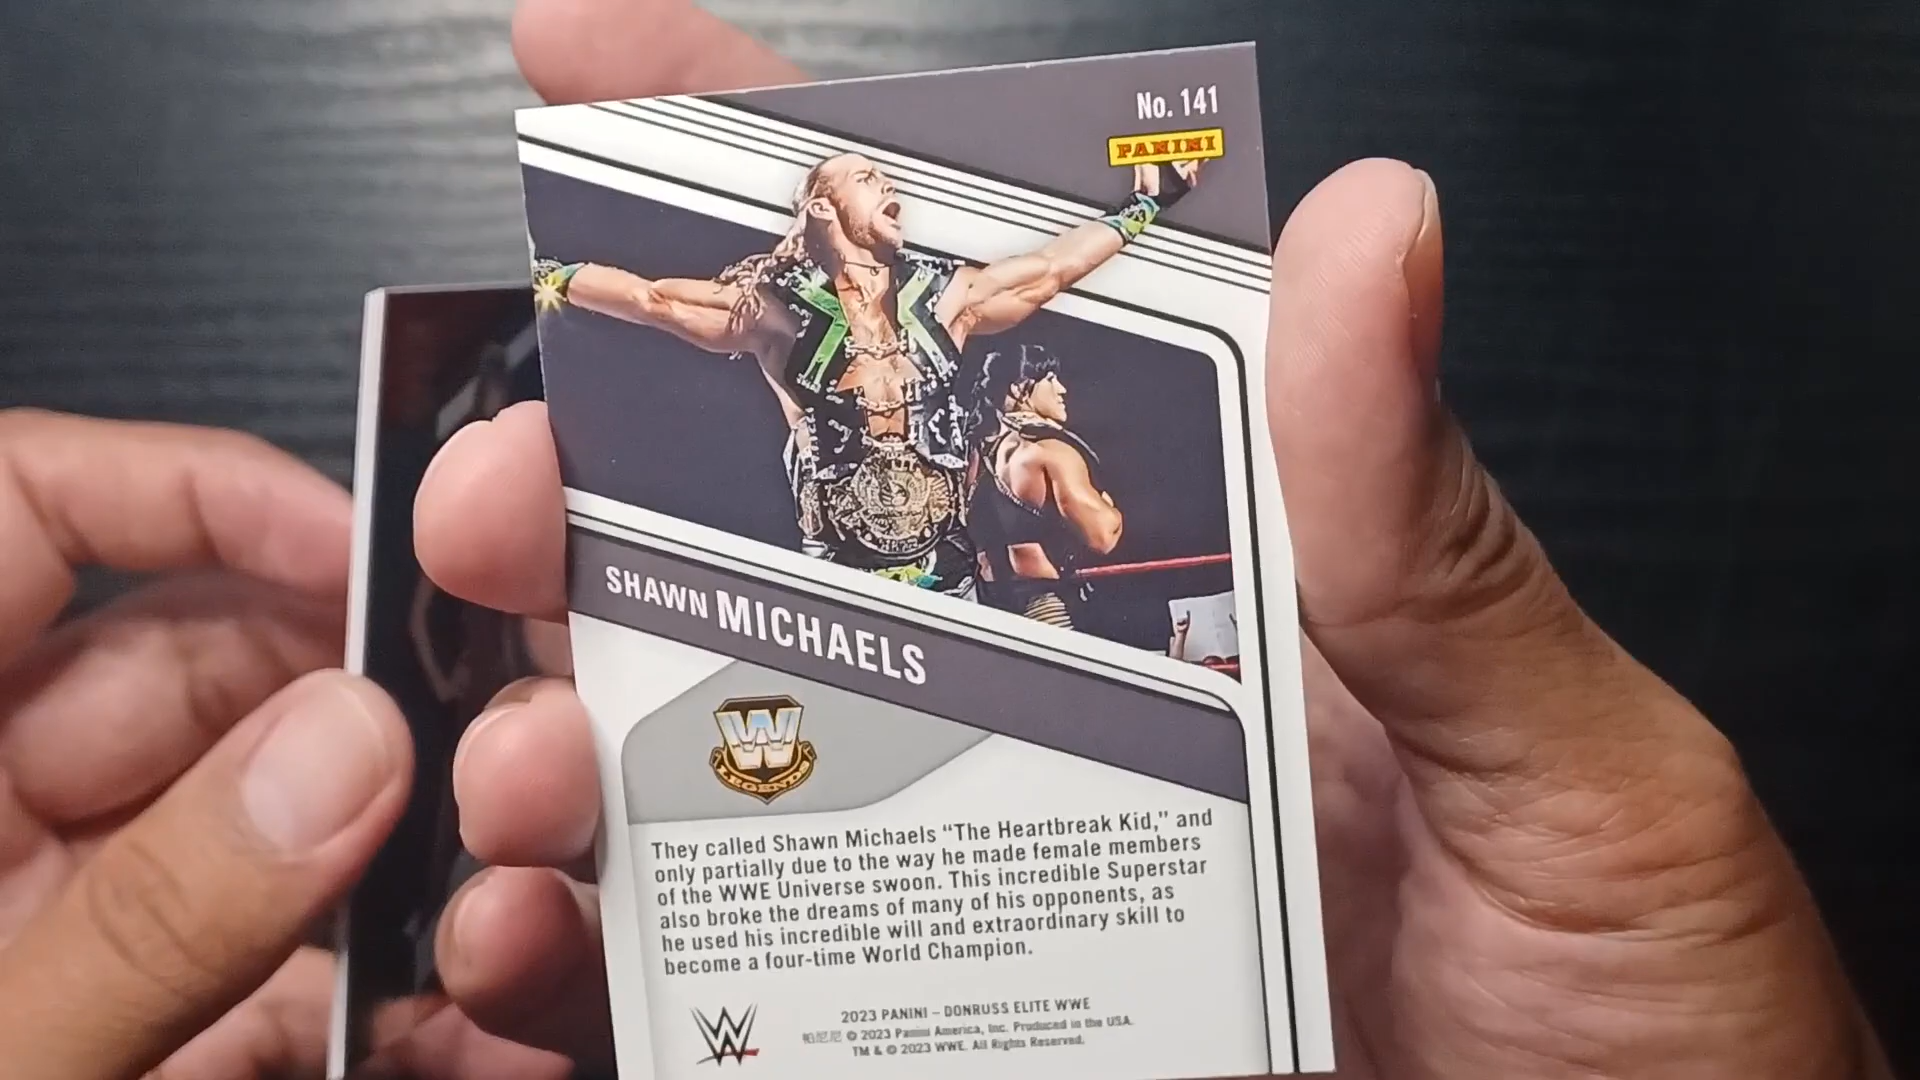 No. 141
PANINI
SHAWN MICHAELS
W
LEGENDS
They called Shawn Michaels “The Heartbreak Kid,” and
only partially due to the way he made female members
of the WWE Universe swoon. This incredible Superstar
also broke the dreams of many of his opponents, as
he used his incredible will and extraordinary skill to
become a four-time World Champion.
W
2023 PANINI – DONRUSS ELITE WWE
帕尼尼 © 2023 Panini America, Inc. Produced in the USA.
TM & © 2023 WWE. All Rights Reserved.